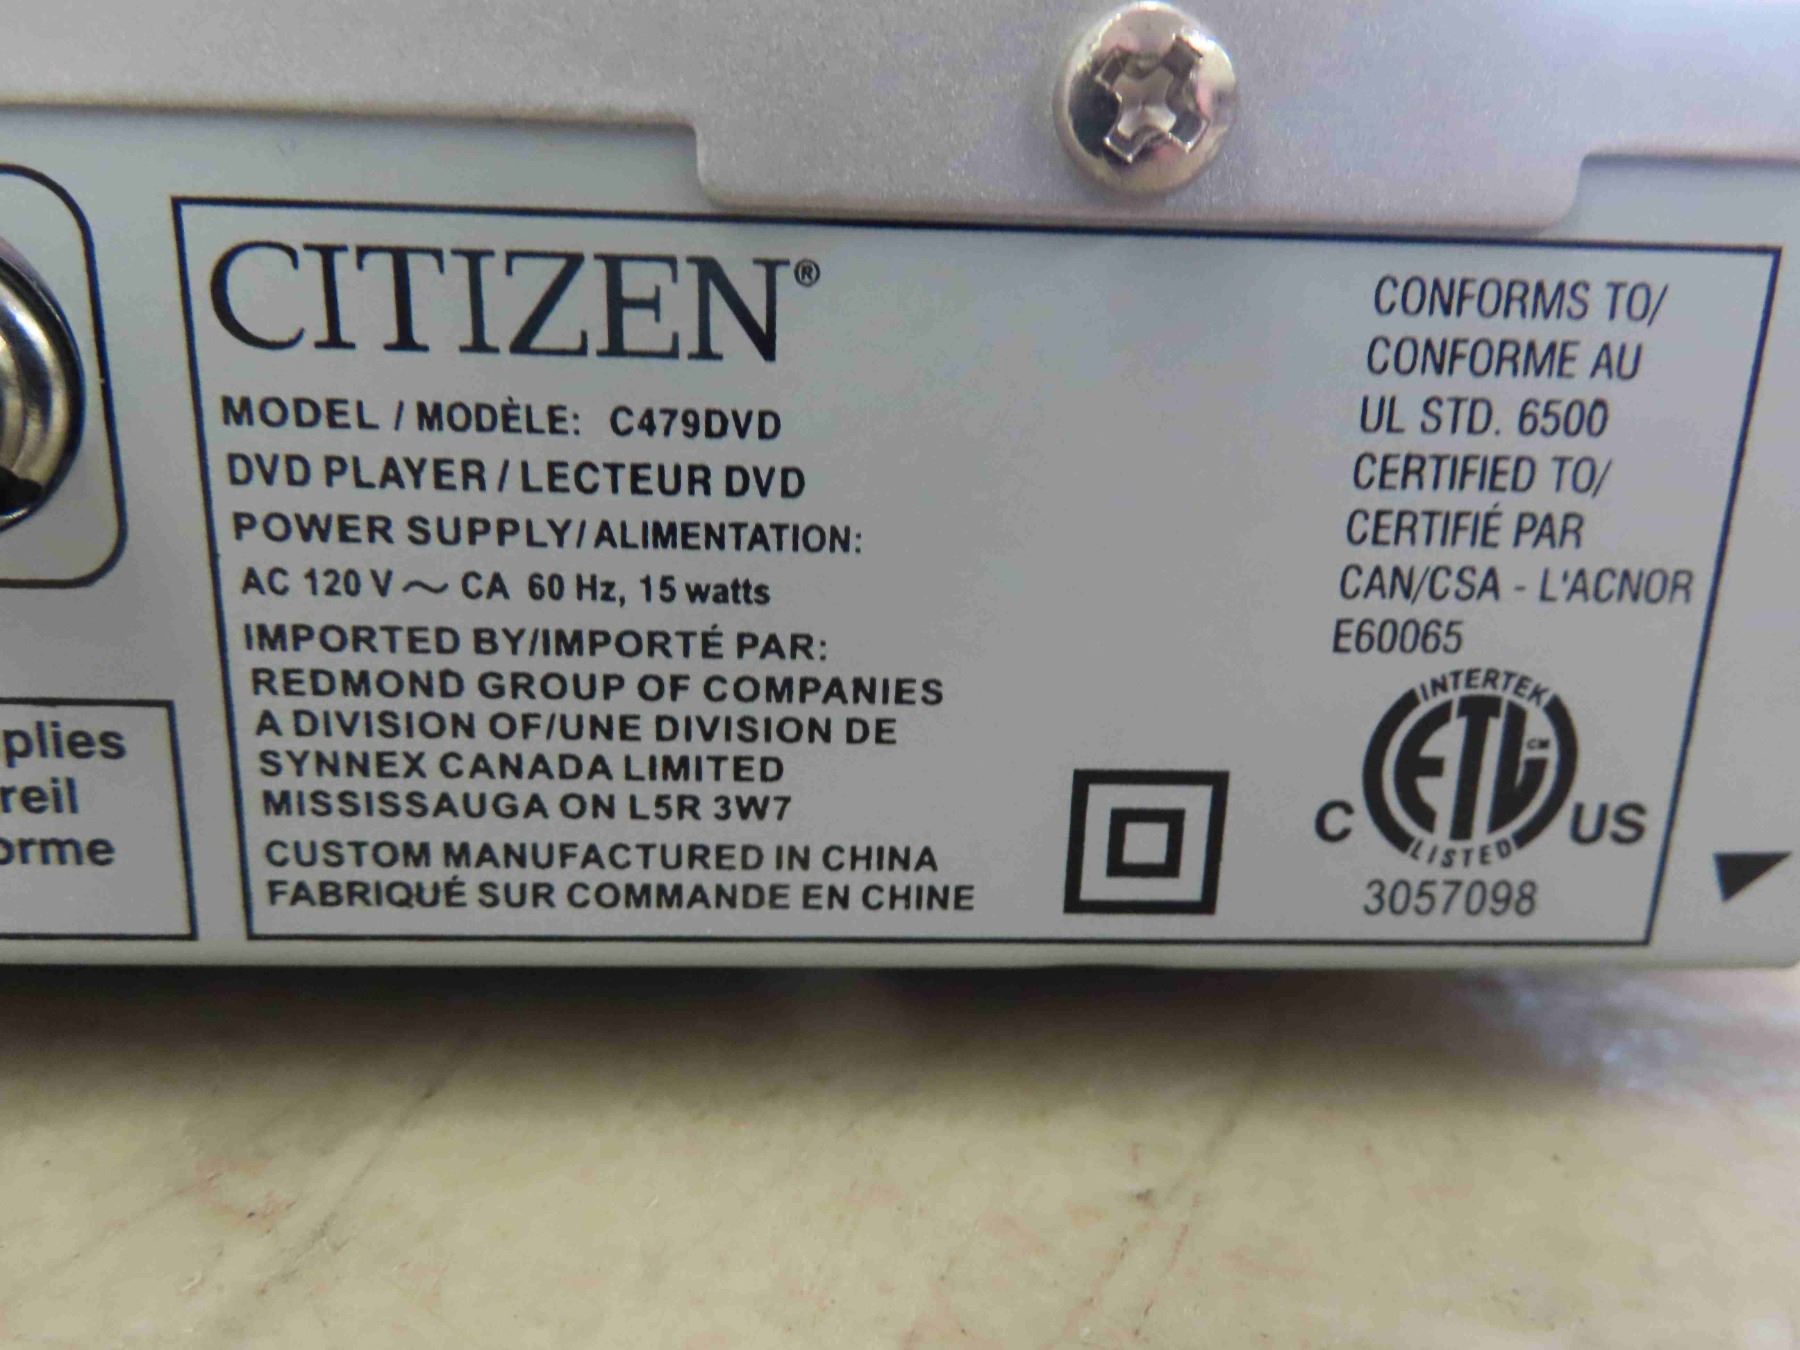 CITIZEN®
MODEL / MODÈLE: C479DVD
DVD PLAYER / LECTEUR DVD
POWER SUPPLY/ALIMENTATION:
AC 120 V ～ CA 60 Hz, 15 watts
IMPORTED BY/IMPORTÉ PAR:
REDMOND GROUP OF COMPANIES
A DIVISION OF/UNE DIVISION DE
SYNNEX CANADA LIMITED
MISSISSAUGA ON L5R 3W7
CUSTOM MANUFACTURED IN CHINA
FABRIQUÉ SUR COMMANDE EN CHINE
CONFORMS TO/
CONFORME AU
UL STD. 6500
CERTIFIED TO/
CERTIFIÉ PAR
CAN/CSA - L'ACNOR
E60065
INTERTEK
ETL CM
C US
LISTED
3057098
plies
reil
orme